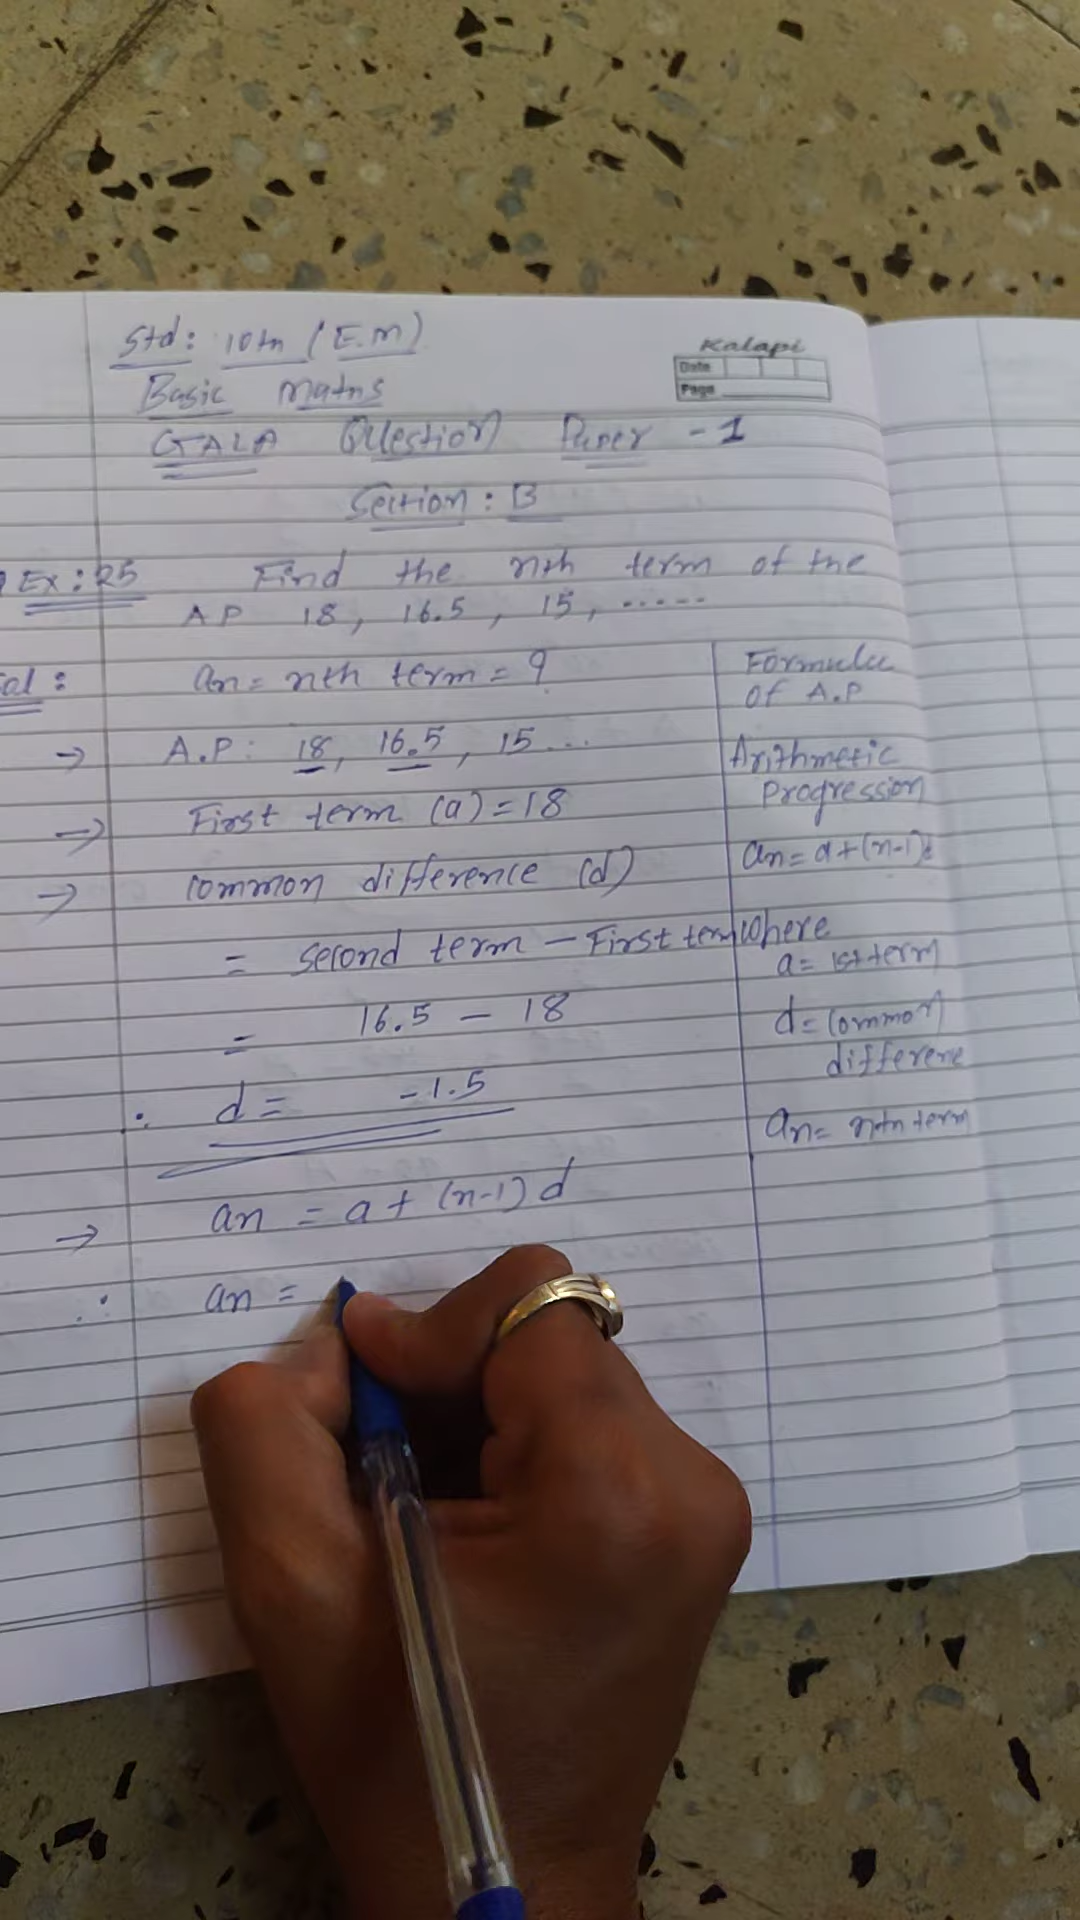 Std: 10th (E.M)
Kalapi
Date
Page
Basic Maths
GALA Question Paper - 1
Section: B
Ex: 25 Find the nth term of the
A.P 18, 16.5, 15, .....
al: an = nth term = ?
→ A.P: 18, 16.5, 15...
→ First term (a) = 18
→ common difference (d)
= second term - First term
= 16.5 - 18
∴ d = -1.5
→ an = a + (n-1) d
∴ an =
Formula
of A.P
Arithmetic
Progression
an = a + (n-1)d
Where
a = 1st term
d = Common
differene
an = nth term